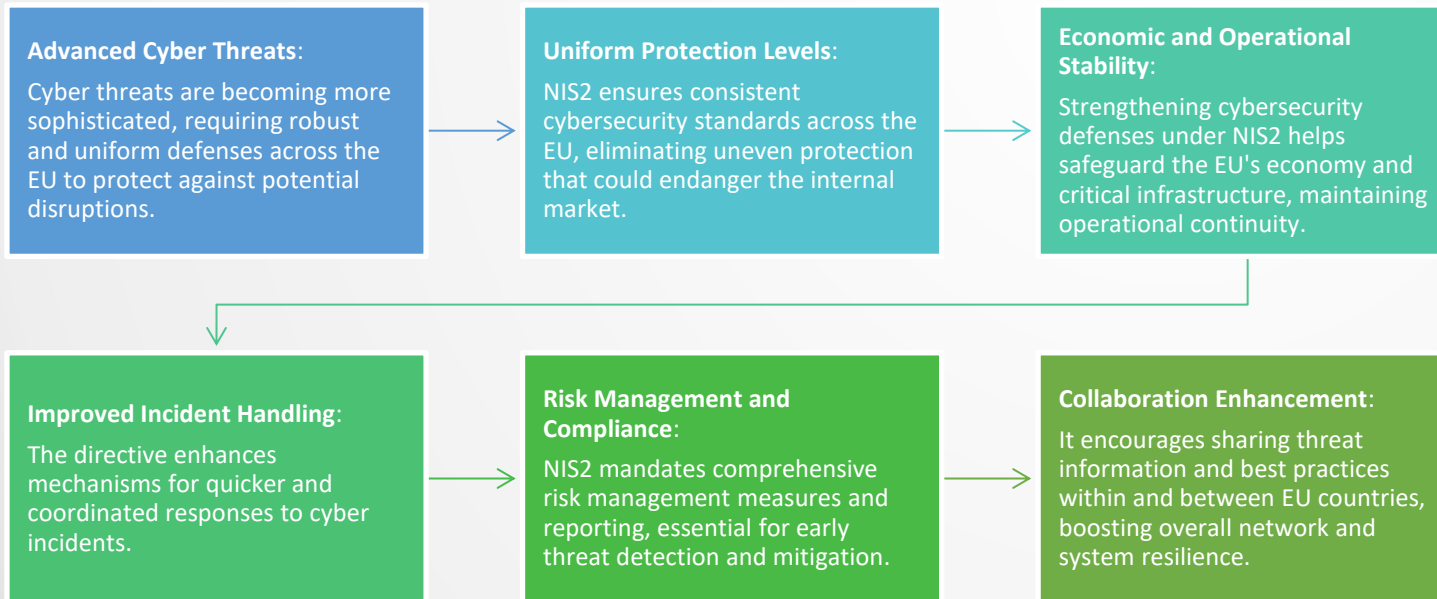 Advanced Cyber Threats:
Cyber threats are becoming more
sophisticated, requiring robust
and uniform defenses across the
EU to protect against potential
disruptions.
Uniform Protection Levels:
NIS2 ensures consistent
cybersecurity standards across the
EU, eliminating uneven protection
that could endanger the internal
market.
Economic and Operational
Stability:
Strengthening cybersecurity
defenses under NIS2 helps
safeguard the EU's economy and
critical infrastructure, maintaining
operational continuity.
Improved Incident Handling:
The directive enhances
mechanisms for quicker and
coordinated responses to cyber
incidents.
Risk Management and
Compliance:
NIS2 mandates comprehensive
risk management measures and
reporting, essential for early
threat detection and mitigation.
Collaboration Enhancement:
It encourages sharing threat
information and best practices
within and between EU countries,
boosting overall network and
system resilience.